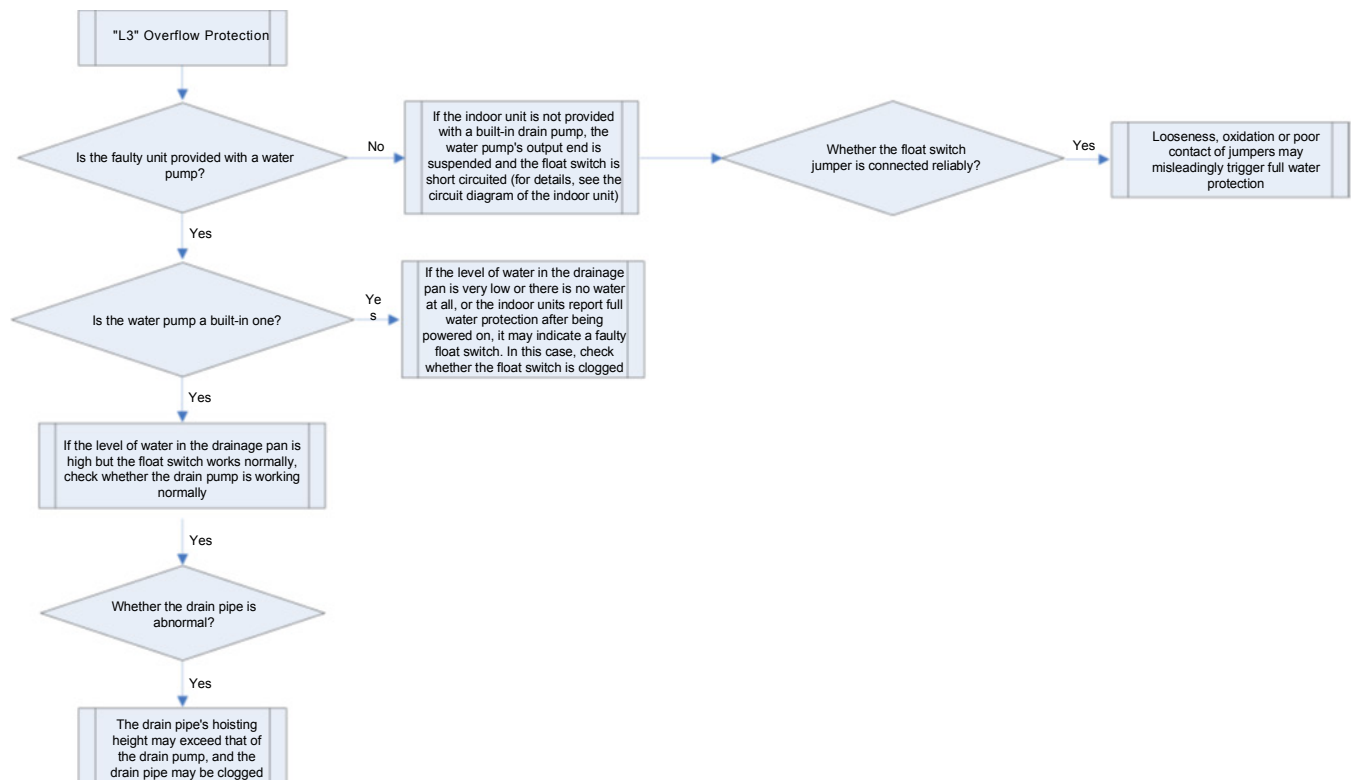 "L3" Overflow Protection
Is the faulty unit provided with a water
pump?
No
If the indoor unit is not provided
with a built-in drain pump, the
water pump's output end is
suspended and the float switch is
short circuited (for details, see the
circuit diagram of the indoor unit)
Whether the float switch
jumper is connected reliably?
Yes
Looseness, oxidation or poor
contact of jumpers may
misleadingly trigger full water
protection
Yes
Is the water pump a built-in one?
Ye
s
If the level of water in the drainage
pan is very low or there is no water
at all, or the indoor units report full
water protection after being
powered on, it may indicate a faulty
float switch. In this case, check
whether the float switch is clogged
Yes
If the level of water in the drainage pan is
high but the float switch works normally,
check whether the drain pump is working
normally
Yes
Whether the drain pipe is
abnormal?
Yes
The drain pipe's hoisting
height may exceed that of
the drain pump, and the
drain pipe may be clogged